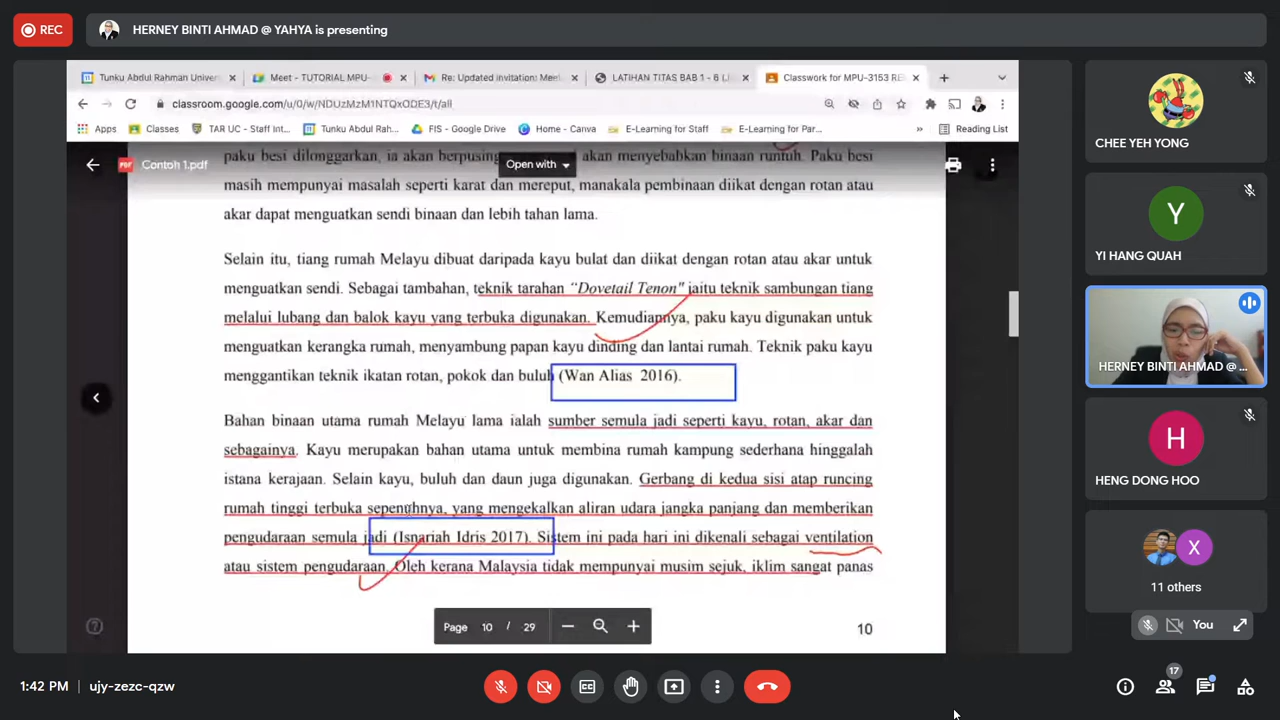 REC
HERNEY BINTI AHMAD @ YAHYA is presenting
Tunku Abdul Rahman Univer
Meet - TUTORIAL MPU-
Re: Updated invitation: Mee
LATIHAN TITAS BAB 1 - 6 L
Classwork for MPU-3153 RE
classroom.google.com/u/0/w/NDUzMzM1NTQxODE3/t/all
Apps
Classes
TAR UC - Staff Int...
Tunku Abdul Rah...
FIS - Google Drive
Home - Canva
E-Learning for Staff
E-Learning for Par...
»
Reading List
Contoh 1.pdf
Open with
paku besi dilonggarkan, ia akan berpusing akan menyebabkan binaan runtuh. Paku besi
masih mempunyai masalah seperti karat dan mereput, manakala pembinaan diikat dengan rotan atau
akar dapat menguatkan sendi binaan dan lebih tahan lama.
Selain itu, tiang rumah Melayu dibuat daripada kayu bulat dan diikat dengan rotan atau akar untuk
menguatkan sendi. Sebagai tambahan, teknik tarahan “Dovetail Tenon" iaitu teknik sambungan tiang
melalui lubang dan balok kayu yang terbuka digunakan. Kemudiannya, paku kayu digunakan untuk
menguatkan kerangka rumah, menyambung papan kayu dinding dan lantai rumah. Teknik paku kayu
menggantikan teknik ikatan rotan, pokok dan buluh (Wan Alias 2016).
Bahan binaan utama rumah Melayu lama ialah sumber semula jadi seperti kayu, rotan, akar dan
sebagainya. Kayu merupakan bahan utama untuk membina rumah kampung sederhana hinggalah
istana kerajaan. Selain kayu, buluh dan daun juga digunakan. Gerbang di kedua sisi atap runcing
rumah tinggi terbuka sepenuhnya, yang mengekalkan aliran udara jangka panjang dan memberikan
pengudaraan semula jadi (Isnariah Idris 2017). Sistem ini pada hari ini dikenali sebagai ventilation
atau sistem pengudaraan. Oleh kerana Malaysia tidak mempunyai musim sejuk, iklim sangat panas
10
Page 10 / 29
CHEE YEH YONG
Y
YI HANG QUAH
HERNEY BINTI AHMAD @ ...
H
HENG DONG HOO
X
11 others
You
1:42 PM | ujy-zezc-qzw
17